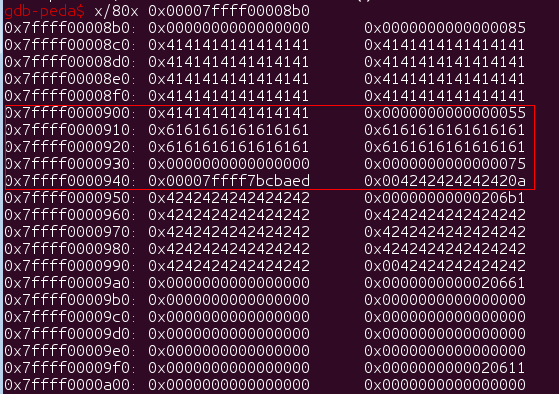 gdb-peda$ x/80x 0x00007ffff00008b0
0x7ffff00008b0: 0x0000000000000000 0x0000000000000085
0x7ffff00008c0: 0x4141414141414141 0x4141414141414141
0x7ffff00008d0: 0x4141414141414141 0x4141414141414141
0x7ffff00008e0: 0x4141414141414141 0x4141414141414141
0x7ffff00008f0: 0x4141414141414141 0x4141414141414141
0x7ffff0000900: 0x4141414141414141 0x0000000000000055
0x7ffff0000910: 0x6161616161616161 0x6161616161616161
0x7ffff0000920: 0x6161616161616161 0x6161616161616161
0x7ffff0000930: 0x0000000000000000 0x0000000000000075
0x7ffff0000940: 0x00007ffff7bcbaed 0x004242424242420a
0x7ffff0000950: 0x4242424242424242 0x00000000000206b1
0x7ffff0000960: 0x4242424242424242 0x4242424242424242
0x7ffff0000970: 0x4242424242424242 0x4242424242424242
0x7ffff0000980: 0x4242424242424242 0x4242424242424242
0x7ffff0000990: 0x4242424242424242 0x0042424242424242
0x7ffff00009a0: 0x0000000000000000 0x0000000000020661
0x7ffff00009b0: 0x0000000000000000 0x0000000000000000
0x7ffff00009c0: 0x0000000000000000 0x0000000000000000
0x7ffff00009d0: 0x0000000000000000 0x0000000000000000
0x7ffff00009e0: 0x0000000000000000 0x0000000000000000
0x7ffff00009f0: 0x0000000000000000 0x0000000000020611
0x7ffff0000a00: 0x0000000000000000 0x0000000000000000